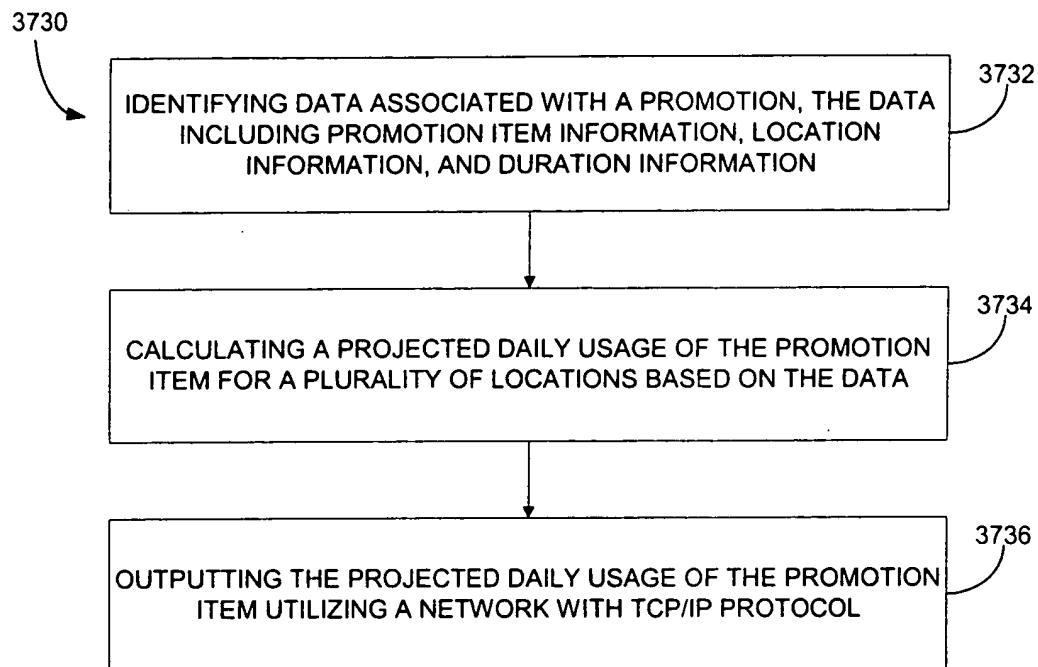 3730
3732
IDENTIFYING DATA ASSOCIATED WITH A PROMOTION, THE DATA
INCLUDING PROMOTION ITEM INFORMATION, LOCATION
INFORMATION, AND DURATION INFORMATION
3734
CALCULATING A PROJECTED DAILY USAGE OF THE PROMOTION
ITEM FOR A PLURALITY OF LOCATIONS BASED ON THE DATA
3736
OUTPUTTING THE PROJECTED DAILY USAGE OF THE PROMOTION
ITEM UTILIZING A NETWORK WITH TCP/IP PROTOCOL